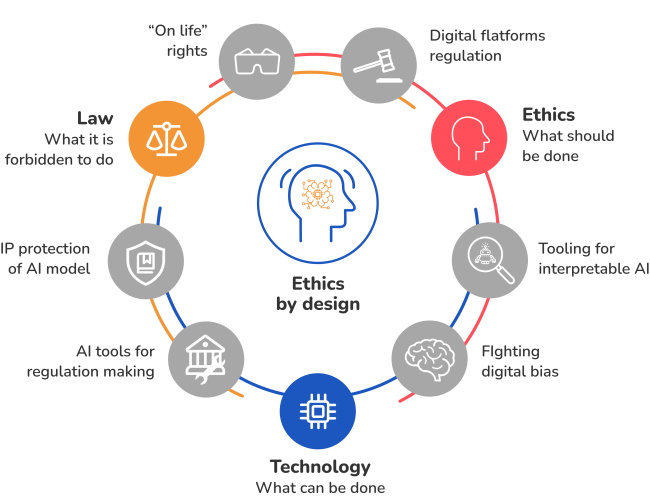 “On life”
rights
Digital flatforms
regulation
Law
What it is
forbidden to do
Ethics
What should
be done
IP protection
of AI model
Tooling for
interpretable AI
Ethics
by design
AI tools for
regulation making
FIghting
digital bias
Technology
What can be done